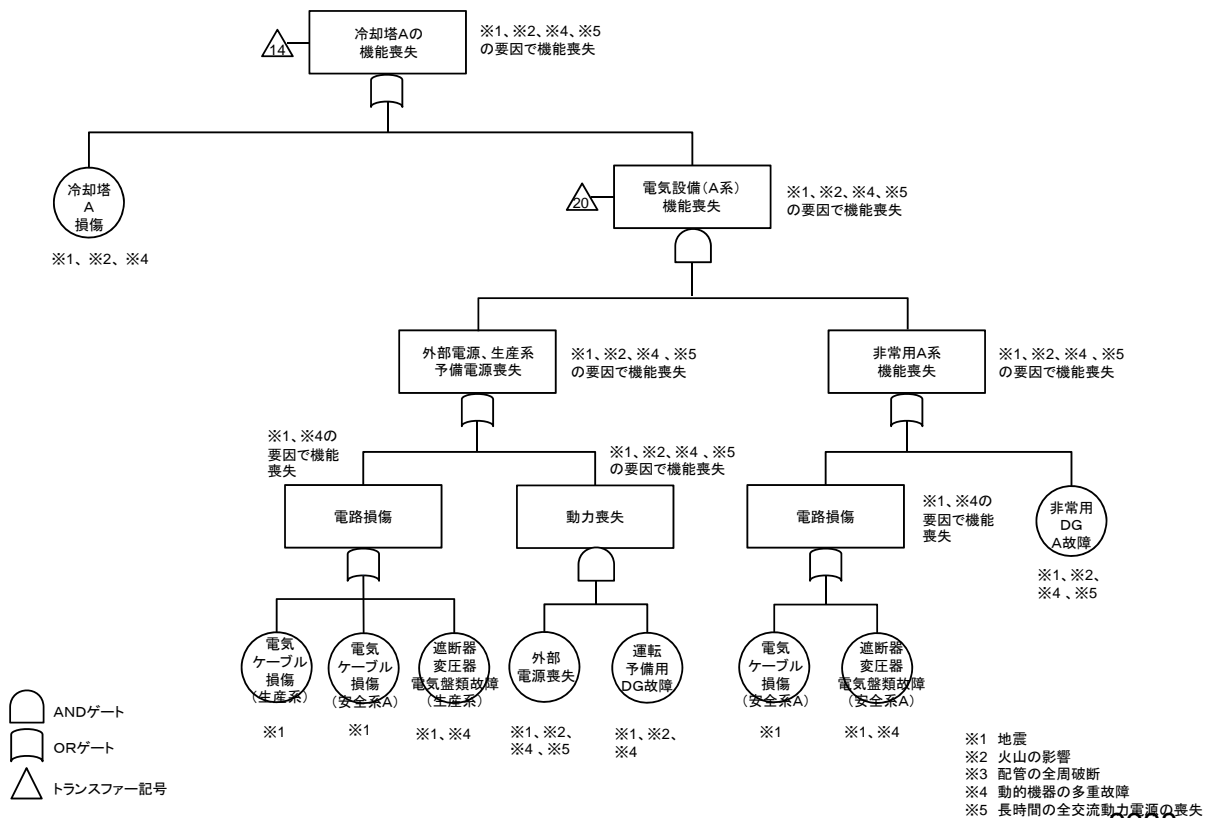 冷却塔Aの
機能喪失
※1、※2、※4、※5
の要因で機能喪失
14
冷却塔
A
損傷
※1、※2、※4
電気設備(A系)
機能喪失
20
※1、※2、※4、※5
の要因で機能喪失
外部電源、生産系
予備電源喪失
※1、※2、※4 、※5
の要因で機能喪失
非常用A系
機能喪失
※1、※2、※4 、※5
の要因で機能喪失
※1、※4の
要因で機能
喪失
電路損傷
※1、※2、※4 、※5
の要因で機能喪失
動力喪失
電路損傷
※1、※4の
要因で機能
喪失
非常用
DG
A故障
※1、※2、
※4 、※5
電気
ケーブル
損傷
(生産系)
※1
電気
ケーブル
損傷
(安全系A)
※1
遮断器
変圧器
電気盤類故障
(生産系)
※1、※4
外部
電源喪失
※1、※2、
※4 、※5
運転
予備用
DG故障
※1、※2、
※4
電気
ケーブル
損傷
(安全系A)
※1
遮断器
変圧器
電気盤類故障
(安全系A)
※1、※4
ANDゲート
ORゲート
トランスファー記号
※1 地震
※2 火山の影響
※3 配管の全周破断
※4 動的機器の多重故障
※5 長時間の全交流動力電源の喪失